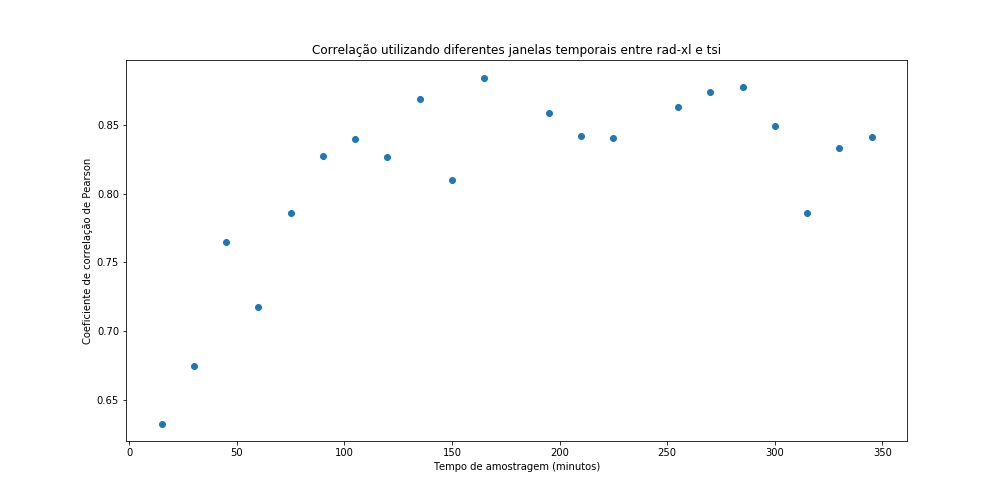 Correlação utilizando diferentes janelas temporais entre rad-xl e tsi
0.85
0.80
0.75
0.70
0.65
Coeficiente de correlação de Pearson
0 50 100 150 200 250 300 350
Tempo de amostragem (minutos)